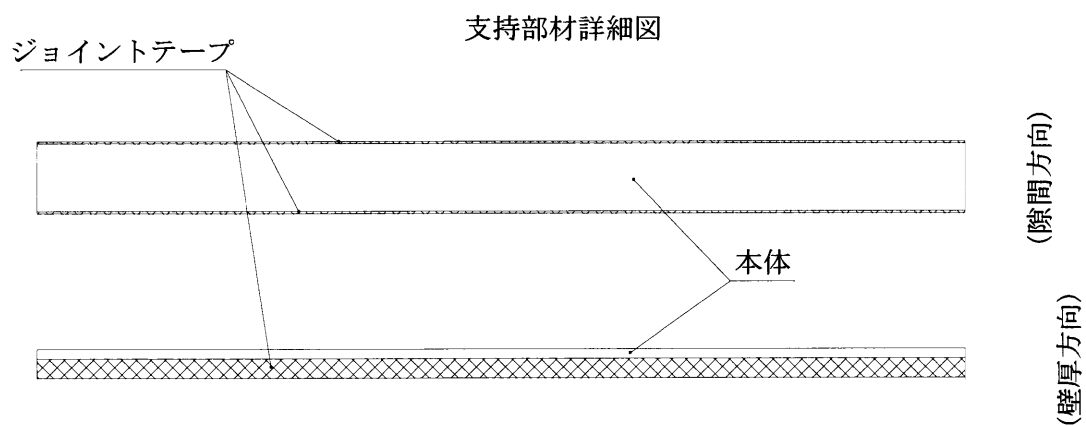 支持部材詳細図
ジョイントテープ
(隙間方向)
本体
(壁厚方向)